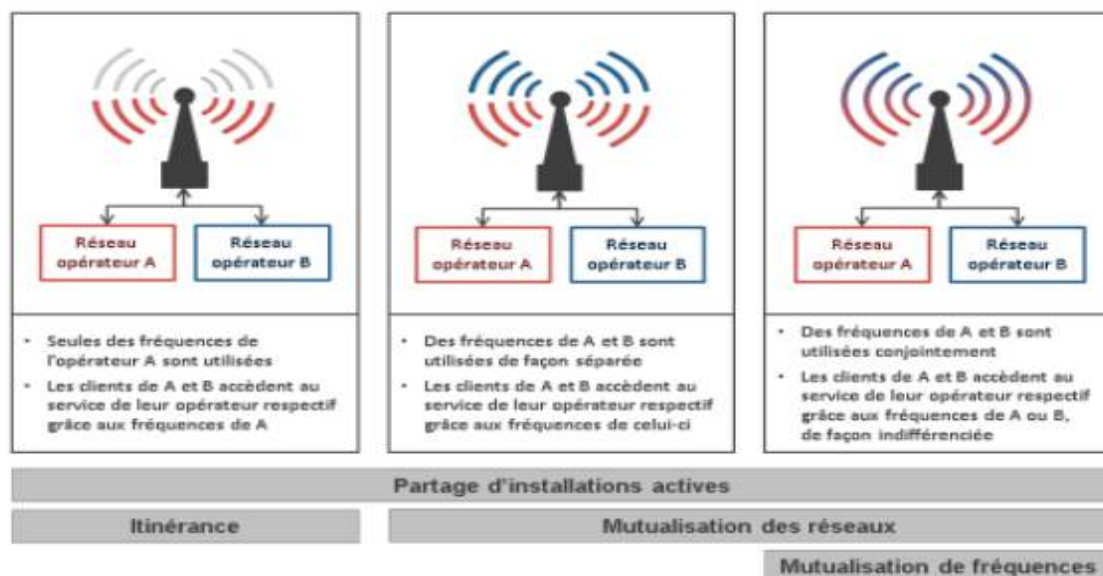 Réseau
opérateur A
Réseau
opérateur B
• Seules des fréquences de
l'opérateur A sont utilisées
• Les clients de A et B accèdent au
service de leur opérateur respectif
grâce aux fréquences de A
Réseau
opérateur A
Réseau
opérateur B
• Des fréquences de A et B sont
utilisées de façon séparée
• Les clients de A et B accèdent au
service de leur opérateur respectif
grâce aux fréquences de celui-ci
Réseau
opérateur A
Réseau
opérateur B
• Des fréquences de A et B sont
utilisées conjointement
• Les clients de A et B accèdent au
service de leur opérateur respectif
grâce aux fréquences de A ou B,
de façon indifférenciée
Partage d'installations actives
Itinérance
Mutualisation des réseaux
Mutualisation de fréquences